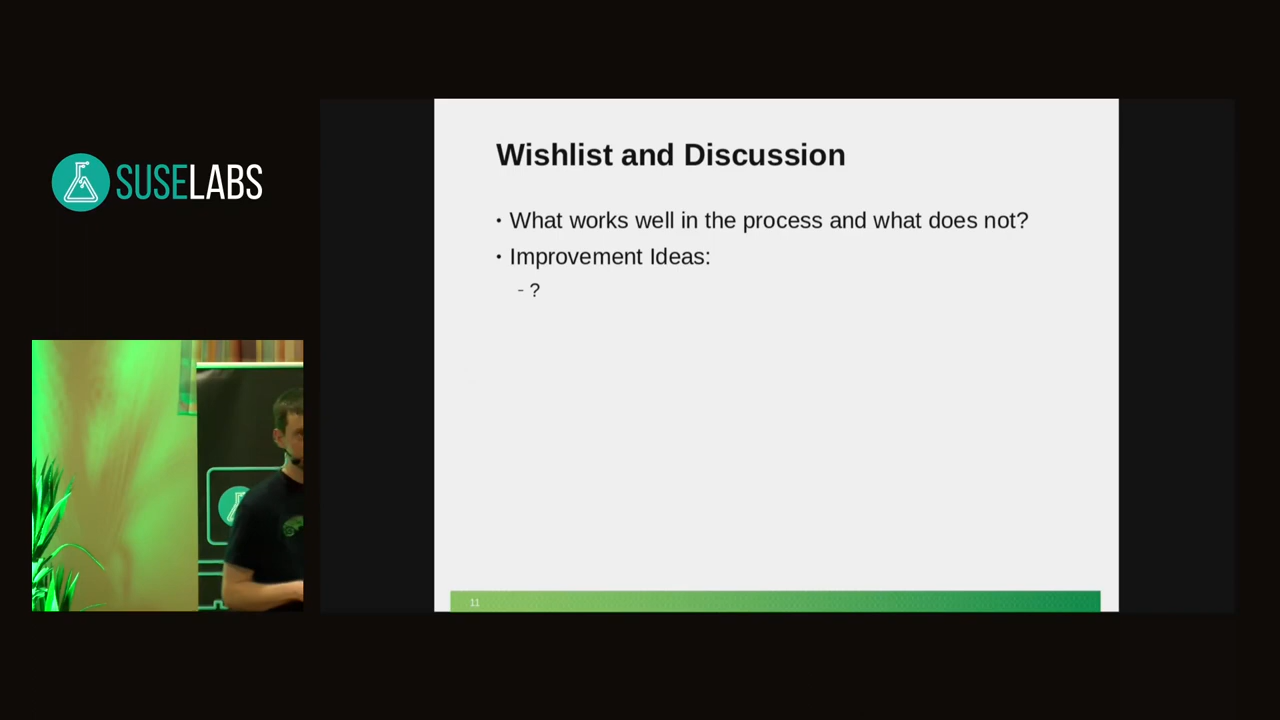 SUSELABS
Wishlist and Discussion
• What works well in the process and what does not?
• Improvement Ideas:
- ?
11